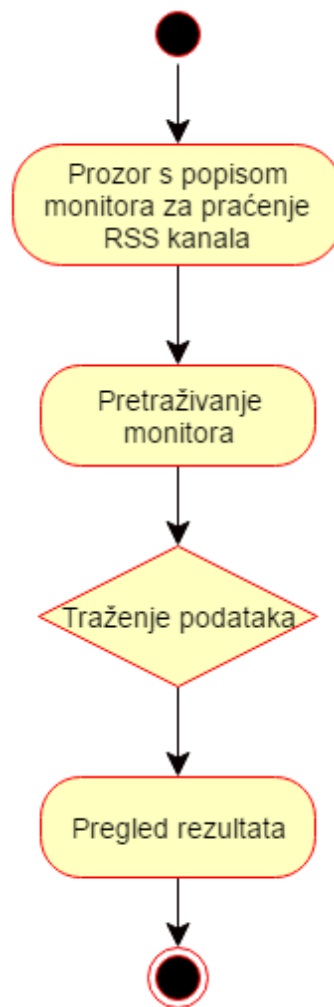 Prozor s popisom
monitora za praćenje
RSS kanala
Pretraživanje
monitora
Traženje podataka
Pregled rezultata